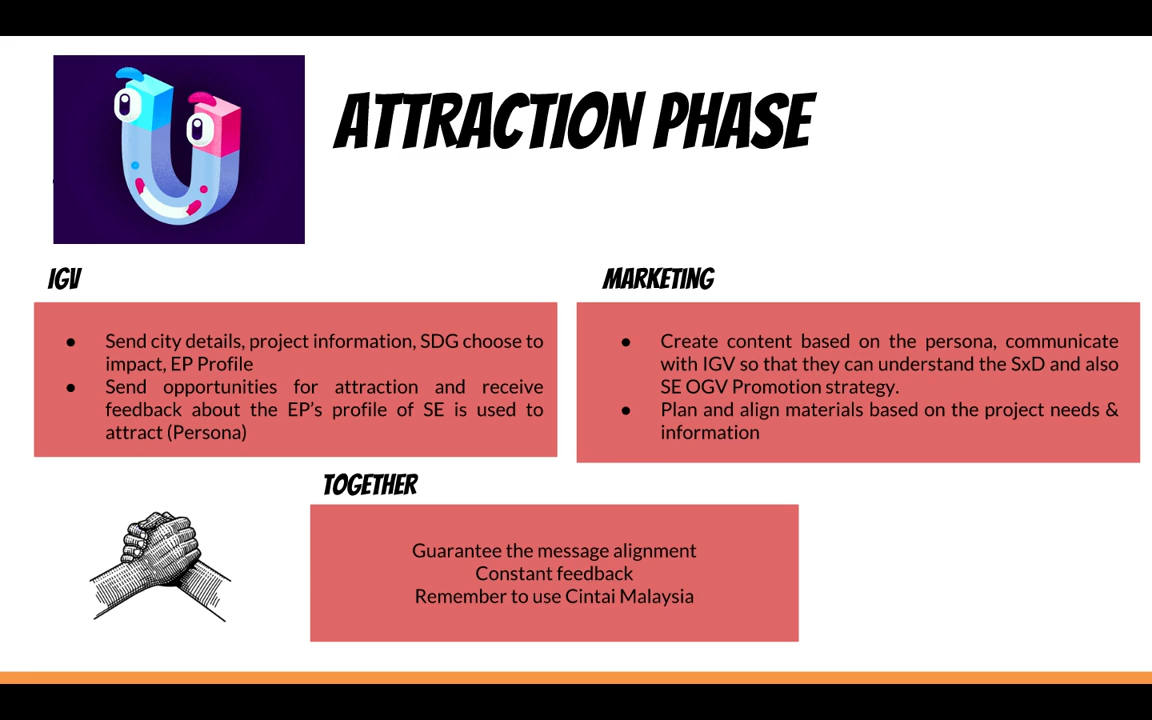 ATTRACTION PHASE
IGV
● Send city details, project information, SDG choose to
impact, EP Profile
● Send opportunities for attraction and receive
feedback about the EP's profile of SE is used to
attract (Persona)
MARKETING
● Create content based on the persona, communicate
with IGV so that they can understand the SxD and also
SE OGV Promotion strategy.
● Plan and align materials based on the project needs &
information
TOGETHER
Guarantee the message alignment
Constant feedback
Remember to use Cintai Malaysia